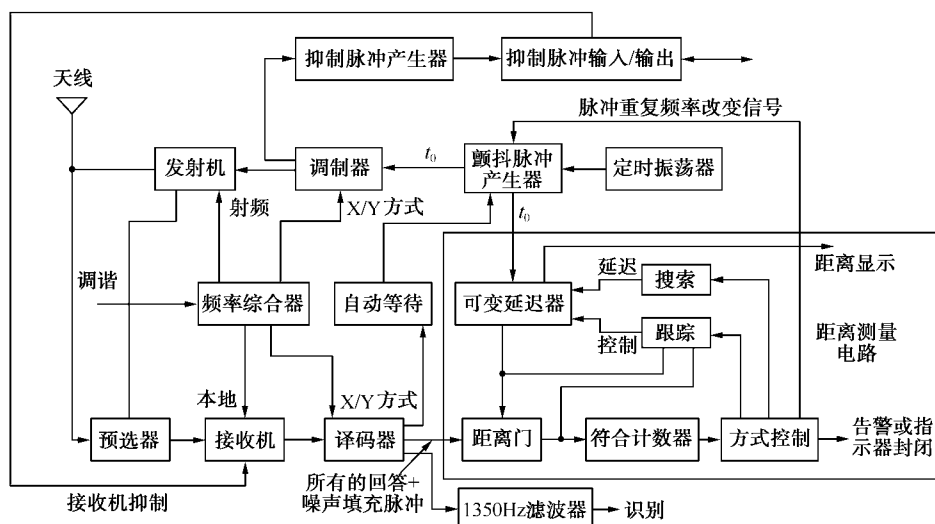 抑制脉冲产生器
抑制脉冲输入/输出
天线
脉冲重复频率改变信号
发射机
调制器
t₀
颤抖脉冲
产生器
定时振荡器
射频
X/Y 方式
t₀
调谐
频率综合器
自动等待
可变延迟器
延迟
搜索
距离显示
控制
跟踪
距离测量
电路
本地
X/Y 方式
预选器
接收机
译码器
距离门
符合计数器
方式控制
告警或指
示器封闭
接收机抑制
所有的回答+
噪声填充脉冲
1350Hz滤波器
识别